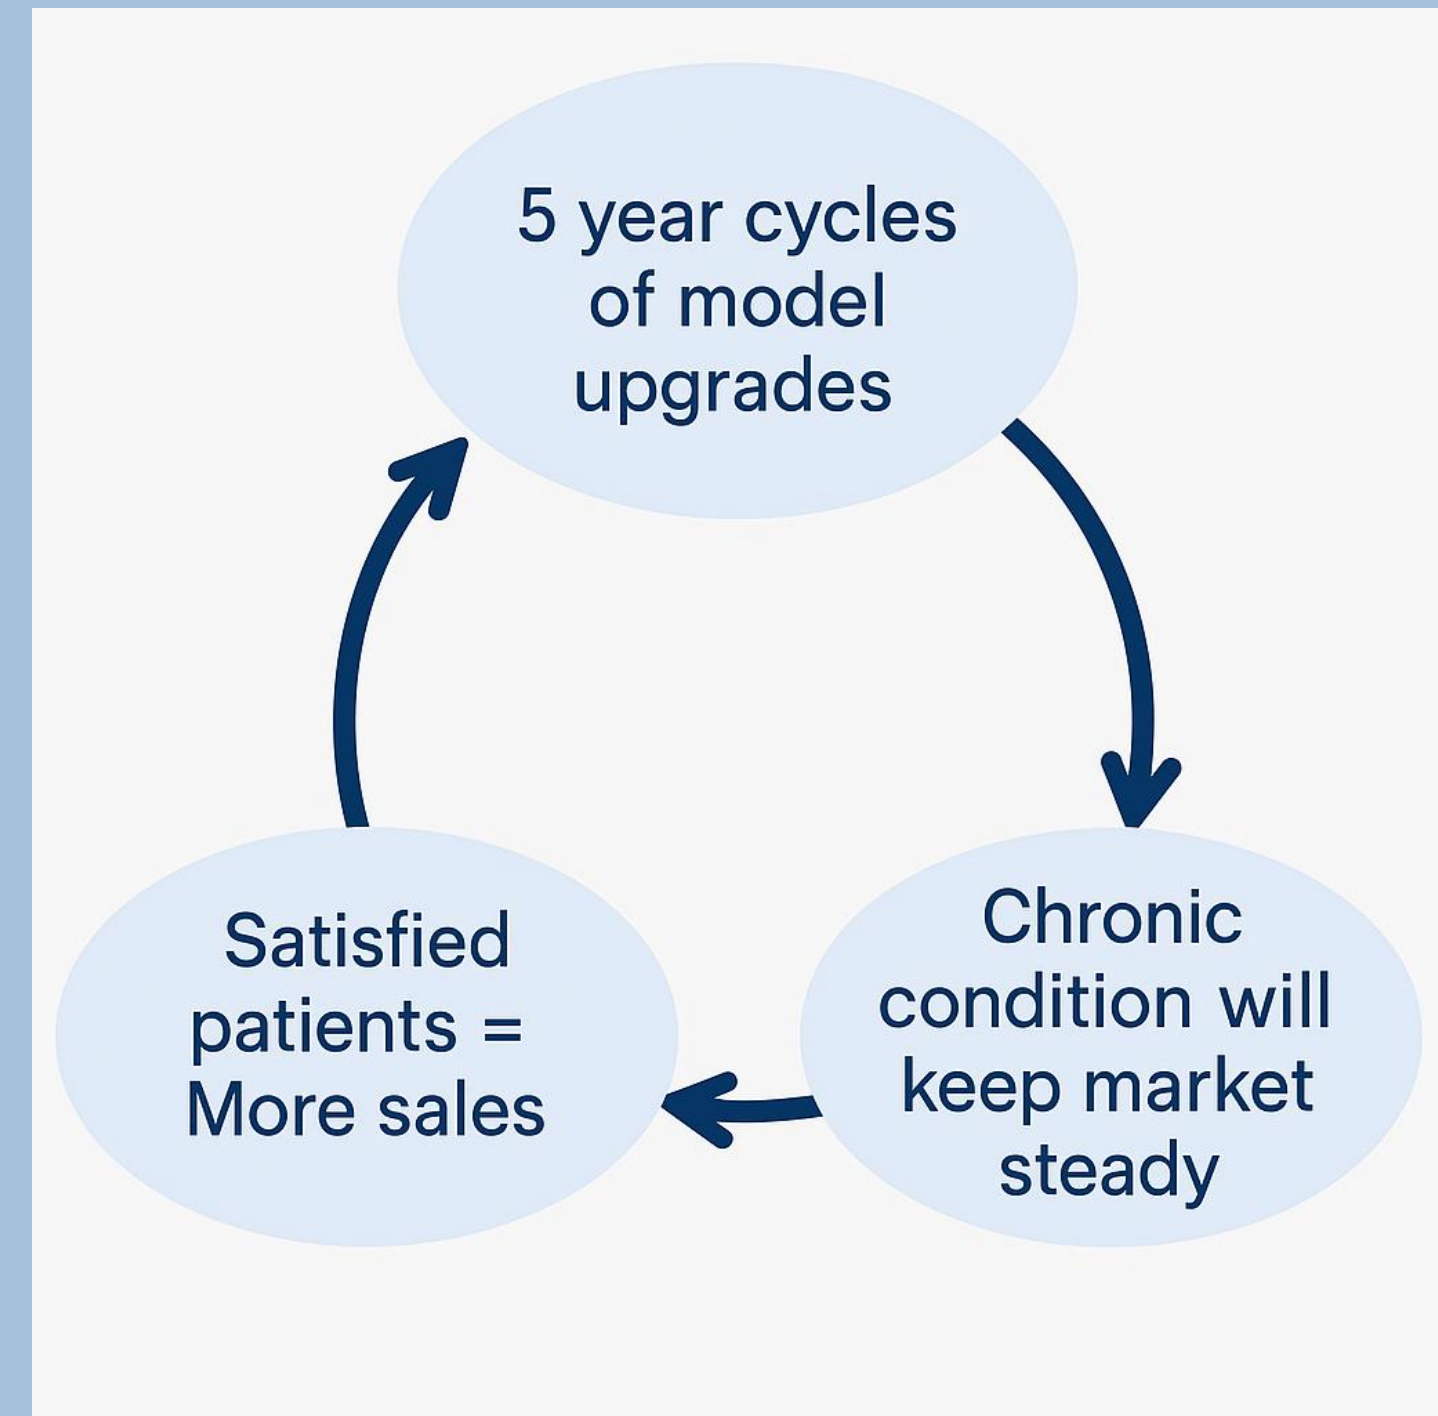 5 year cycles
of model
upgrades
Chronic
condition will
keep market
steady
Satisfied
patients =
More sales